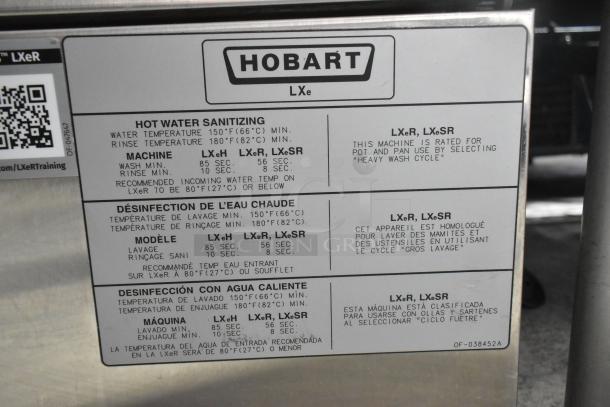 ™ LXeR
OF-047647
com/LXeRTraining
HOBART
LXe
HOT WATER SANITIZING
WATER TEMPERATURE 150°F(66°C) MIN.
RINSE TEMPERATURE 180°F(82°C) MIN.
MACHINE LXeH LXeR, LXeSR
WASH MIN. 85 SEC. 56 SEC.
RINSE MIN. 10 SEC. 8 SEC.
RECOMMENDED INCOMING WATER TEMP ON
LXeR TO BE 80°F(27°C) OR BELOW
LXeR, LXeSR
THIS MACHINE IS RATED FOR
POT AND PAN USE BY SELECTING
"HEAVY WASH CYCLE"
DÉSINFECTION DE L'EAU CHAUDE
TEMPÉRATURE DE LAVAGE MIN. 150°F(66°C)
TEMPÉRATURE DE RINÇAGE MIN. 180°F(82°C).
MODÈLE LXeH LXeR, LXeSR
LAVAGE 85 SEC. 56 SEC.
RINÇAGE SANI 10 SEC. 8 SEC.
RECOMMANDÉ TEMP EAU ENTRANT
SUR LXeR À 80°F(27°C) OU SOUFFLET
LXeR, LXeSR
CET APPAREIL EST HOMOLOGUÉ
POUR LAVER DES MAMITES ET
DES USTENSILES EN UTILISANT
LE CYCLE "GROS LAVAGE"
DESINFECCIÓN CON AGUA CALIENTE
TEMPERATURA DE LAVADO 150°F(66°C) MIN.
TEMPERATURA DE ENJUAGUE 180°F(82°C) MIN.
MÁQUINA LXeH LXeR, LXeSR
LAVADO MIN. 85 SEC. 56 SEC.
ENJUAGUE MIN. 10 SEC. 8 SEC.
LA TEMPERATURA DEL AGUA DE ENTRADA RECOMENDADA
EN LA LXeR SERÁ DE 80°F(27°C) O MENOR
LXeR, LXeSR
ESTA MÁQUINA ESTÁ CLASIFICADA
PARA USARSE CON OLLAS Y SARTENES
AL SELECCIONAR "CICLO FUÉTRE"
OF-038452A